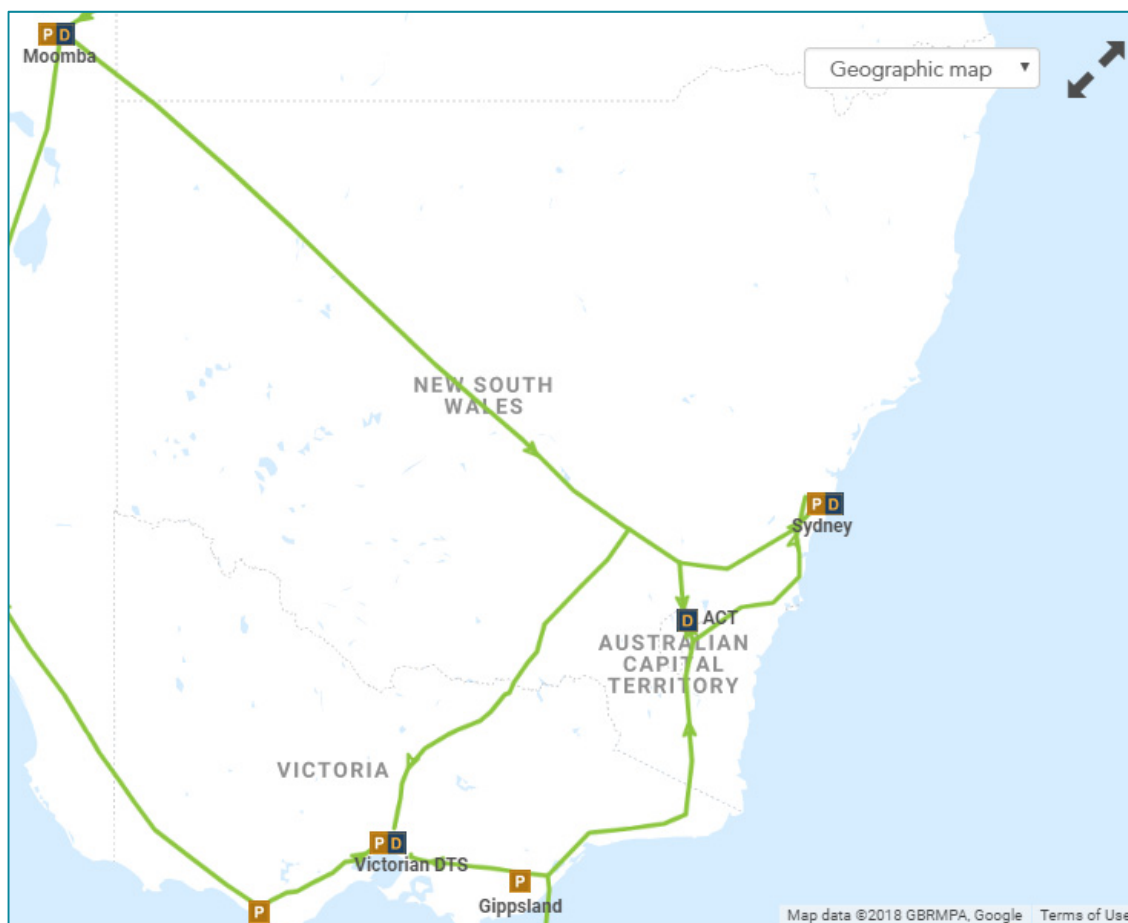 P D
Moomba
Geographic map
NEW SOUTH
WALES
P D
Sydney
D ACT
AUSTRALIAN
CAPITAL
TERRITORY
VICTORIA
P D
Victorian DTS
P
Gippsland
P
Map data ©2018 GBRMPA, Google Terms of Use